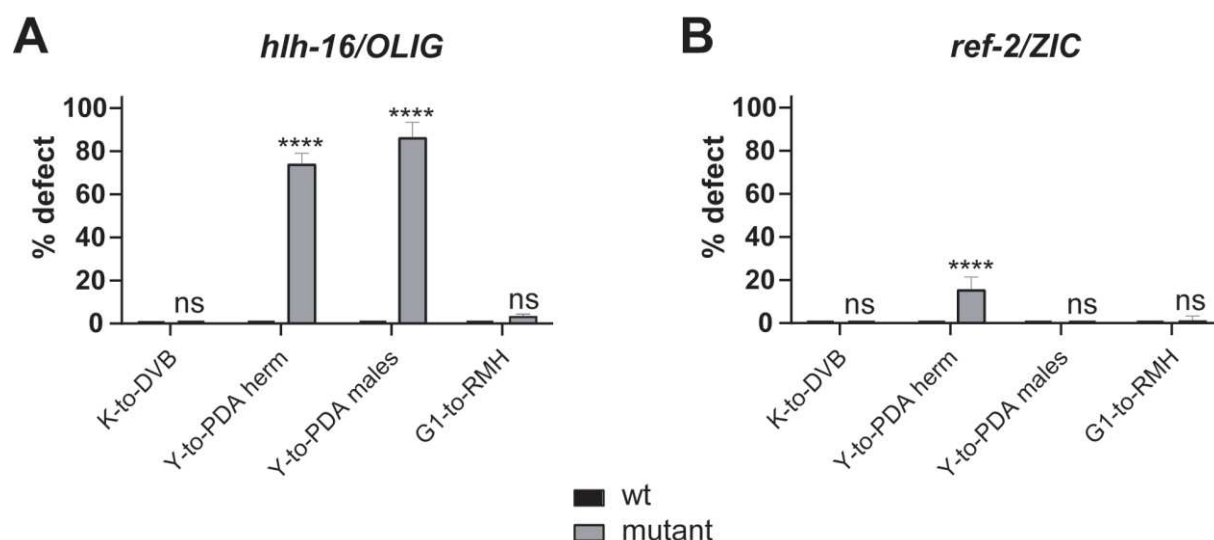 A
hlh-16/OLIG
% defect
100
80
60
40
20
0
ns
****
****
ns
K-to-DVB
Y-to-PDA herm
Y-to-PDA males
G1-to-RMH
B
ref-2/ZIC
% defect
100
80
60
40
20
0
ns
****
ns
ns
K-to-DVB
Y-to-PDA herm
Y-to-PDA males
G1-to-RMH
wt
mutant